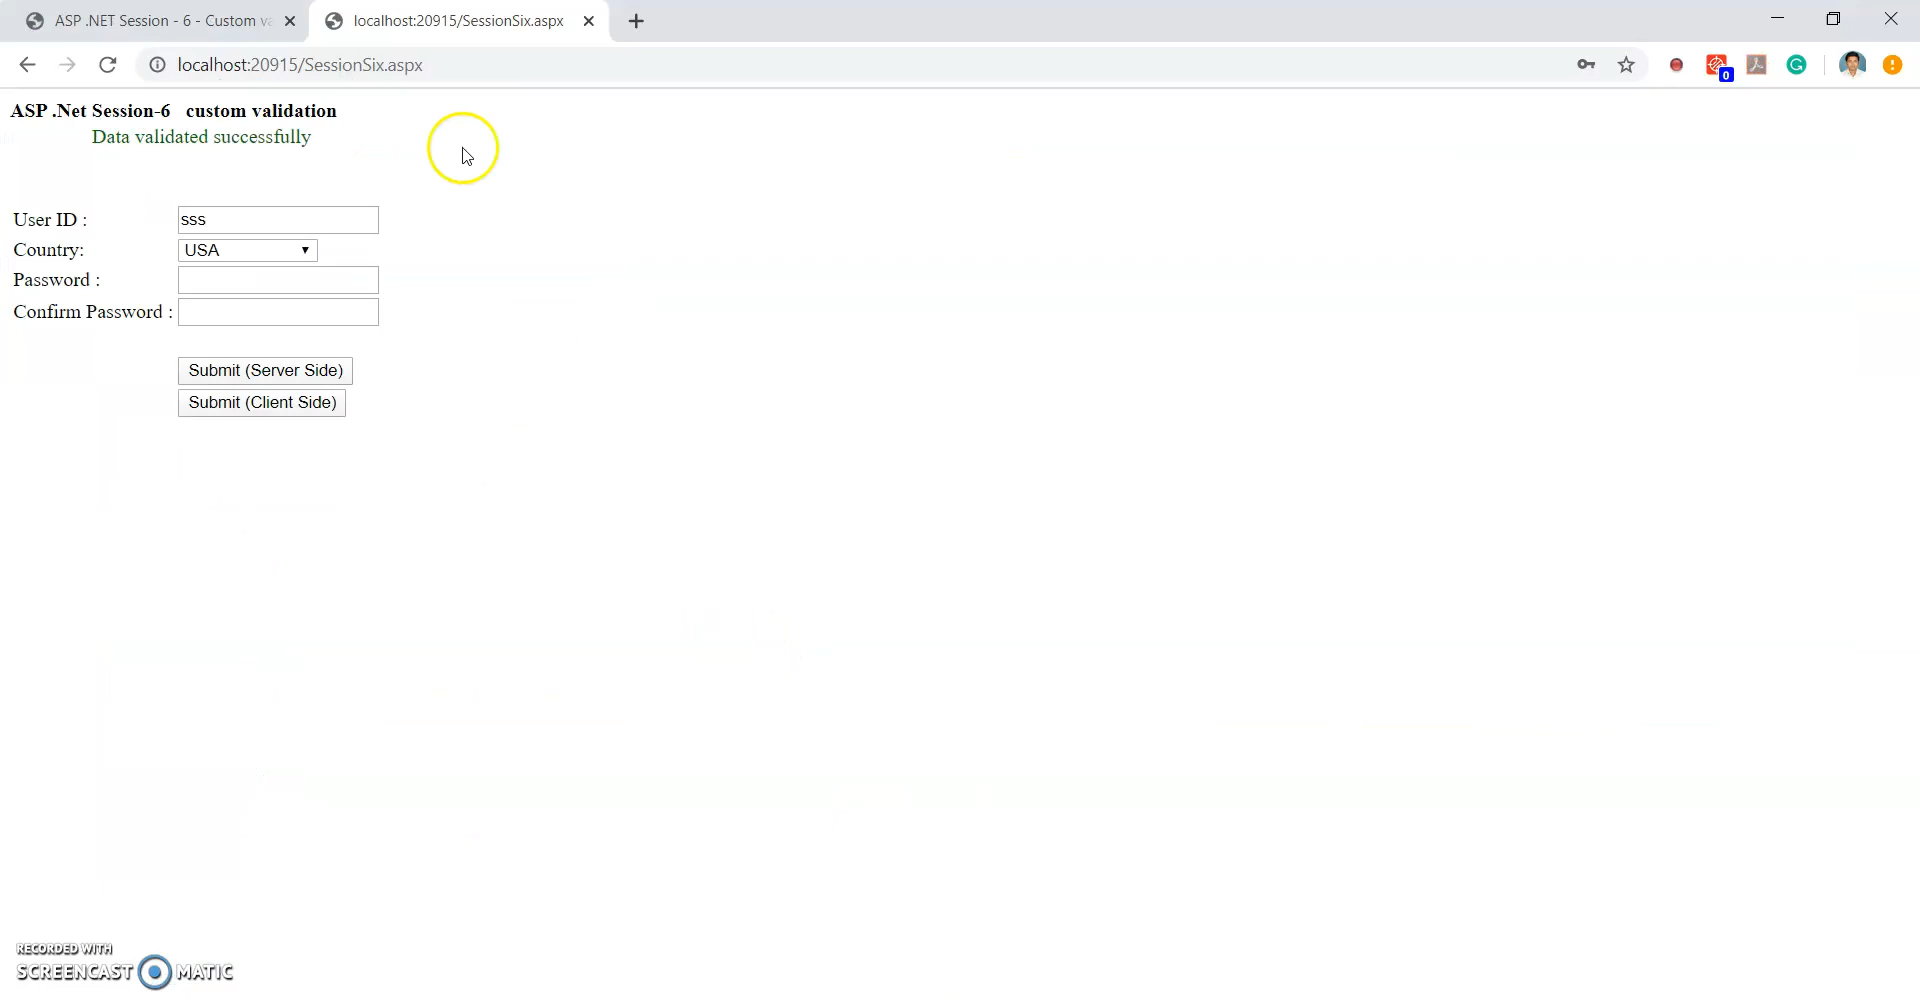 ASP .NET Session - 6 - Custom va
localhost:20915/SessionSix.aspx
localhost:20915/SessionSix.aspx
0
ASP .Net Session-6 custom validation
Data validated successfully
User ID : sss
Country: USA
Password :
Confirm Password :
Submit (Server Side)
Submit (Client Side)
RECORDED WITH
SCREENCAST MATIC